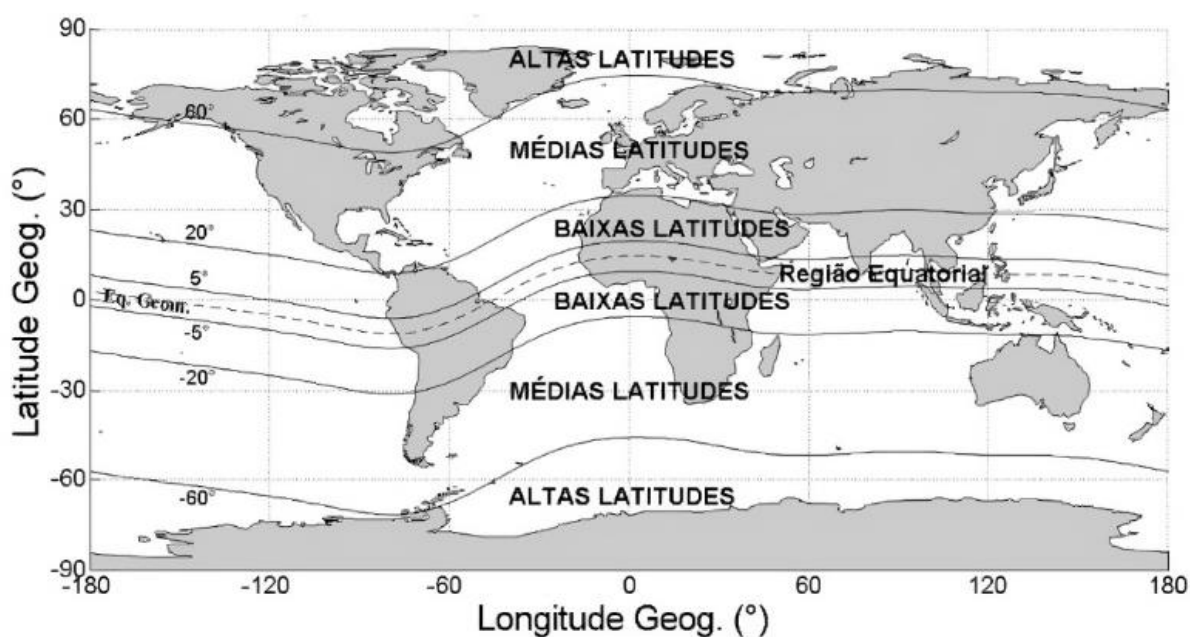 90
ALTAS LATITUDES
60°
60
MÉDIAS LATITUDES
30
20°
BAIXAS LATITUDES
5°
Região Equatorial
0
Eq. Geom.
BAIXAS LATITUDES
-5°
-20°
-30
MÉDIAS LATITUDES
-60
-60°
ALTAS LATITUDES
-90
-180
-120
-60
0
60
120
180
Latitude Geog. (°)
Longitude Geog. (°)